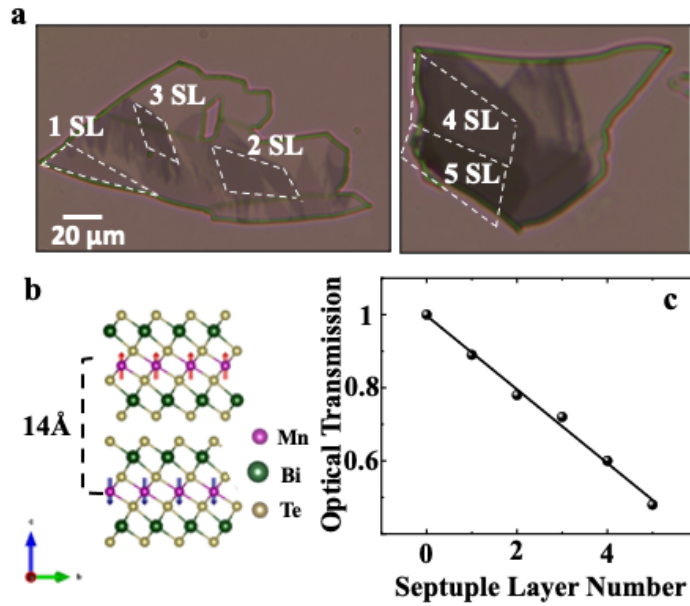 a
1 SL
3 SL
2 SL
20 μm
4 SL
5 SL
b
14Å
Mn
Bi
Te
c
b
c
Optical Transmission
1
0.8
0.6
0
2
4
Septuple Layer Number